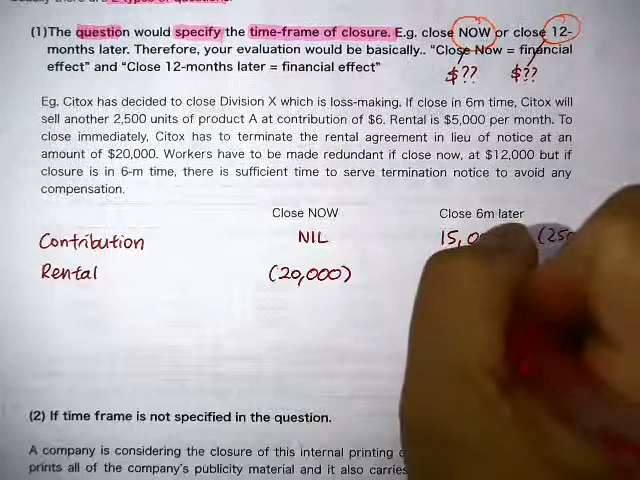 (1)The question would specify the time-frame of closure. E.g. close NOW or close 12-
months later. Therefore, your evaluation would be basically.. “Close Now = financial
effect” and “Close 12-months later = financial effect”
$?? $??
Eg. Citox has decided to close Division X which is loss-making. If close in 6m time, Citox will
sell another 2,500 units of product A at contribution of $6. Rental is $5,000 per month. To
close immediately, Citox has to terminate the rental agreement in lieu of notice at an
amount of $20,000. Workers have to be made redundant if close now, at $12,000 but if
closure is in 6-m time, there is sufficient time to serve termination notice to avoid any
compensation.
Close NOW Close 6m later
Contribution NIL 15,0 (250
Rental (20,000)
(2) If time frame is not specified in the question.
A company is considering the closure of this internal printing
prints all of the company's publicity material and it also carries